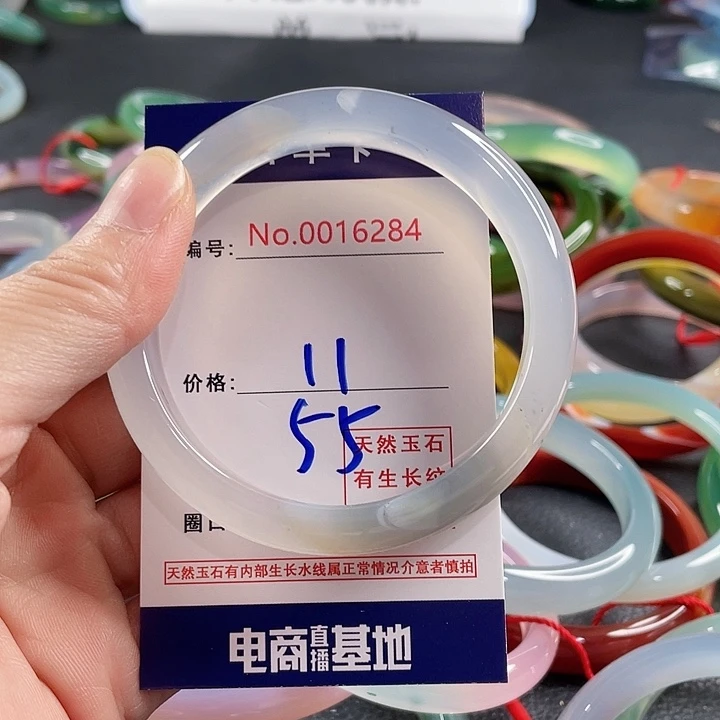 编号: No.0016284
价格: 11
55
天然玉石
有生长纹
圈口
天然玉石有内部生长水线属正常情况介意者慎拍
电商直播基地